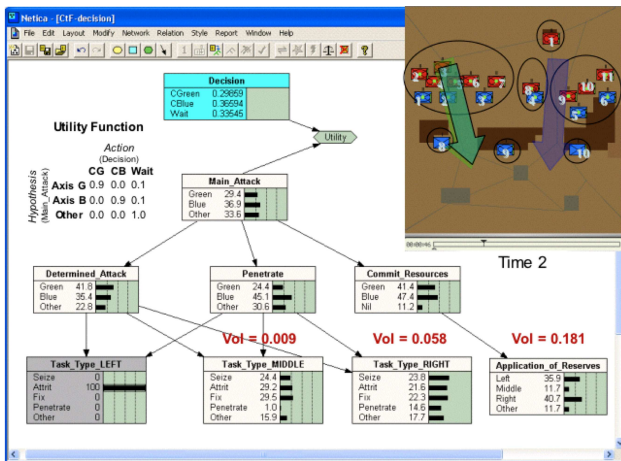 Netica - [CtF-decision]
File Edit Layout Modify Network Relation Style Report Window Help
Decision
CGreen 0.29859
CBlue 0.36594
Wait 0.33545
Utility
Utility Function
Action
(Decision)
CG CB Wait
Hypothesis
(Main_Attack)
Axis G 0.9 0.0 0.1
Axis B 0.0 0.9 0.1
Other 0.0 0.0 1.0
Main_Attack
Green 29.4
Blue 36.9
Other 33.6
00:00:46
Time 2
Determined_Attack
Green 41.8
Blue 35.4
Other 22.8
Penetrate
Green 24.4
Blue 45.1
Other 30.6
Commit_Resources
Green 41.4
Blue 47.4
Nil 11.2
Vol = 0.009
Vol = 0.058
Vol = 0.181
Task_Type_LEFT
Seize 0
Attrit 100
Fix 0
Penetrate 0
Other 0
Task_Type_MIDDLE
Seize 24.4
Attrit 29.2
Fix 29.5
Penetrate 1.0
Other 15.9
Task_Type_RIGHT
Seize 23.8
Attrit 21.6
Fix 22.3
Penetrate 14.6
Other 17.7
Application_of_Reserves
Left 35.9
Middle 11.7
Right 40.7
Other 11.7